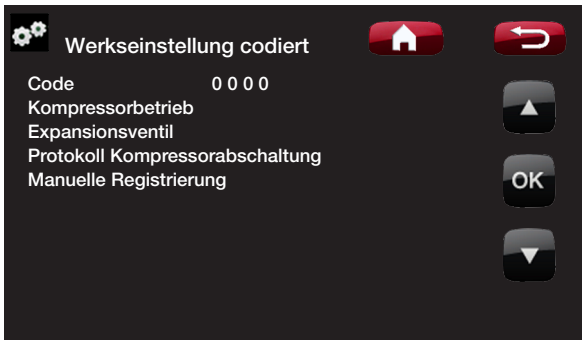 Werkseinstellung codiert
Code 0 0 0 0
Kompressorbetrieb
Expansionsventil
Protokoll Kompressorabschaltung
Manuelle Registrierung
OK